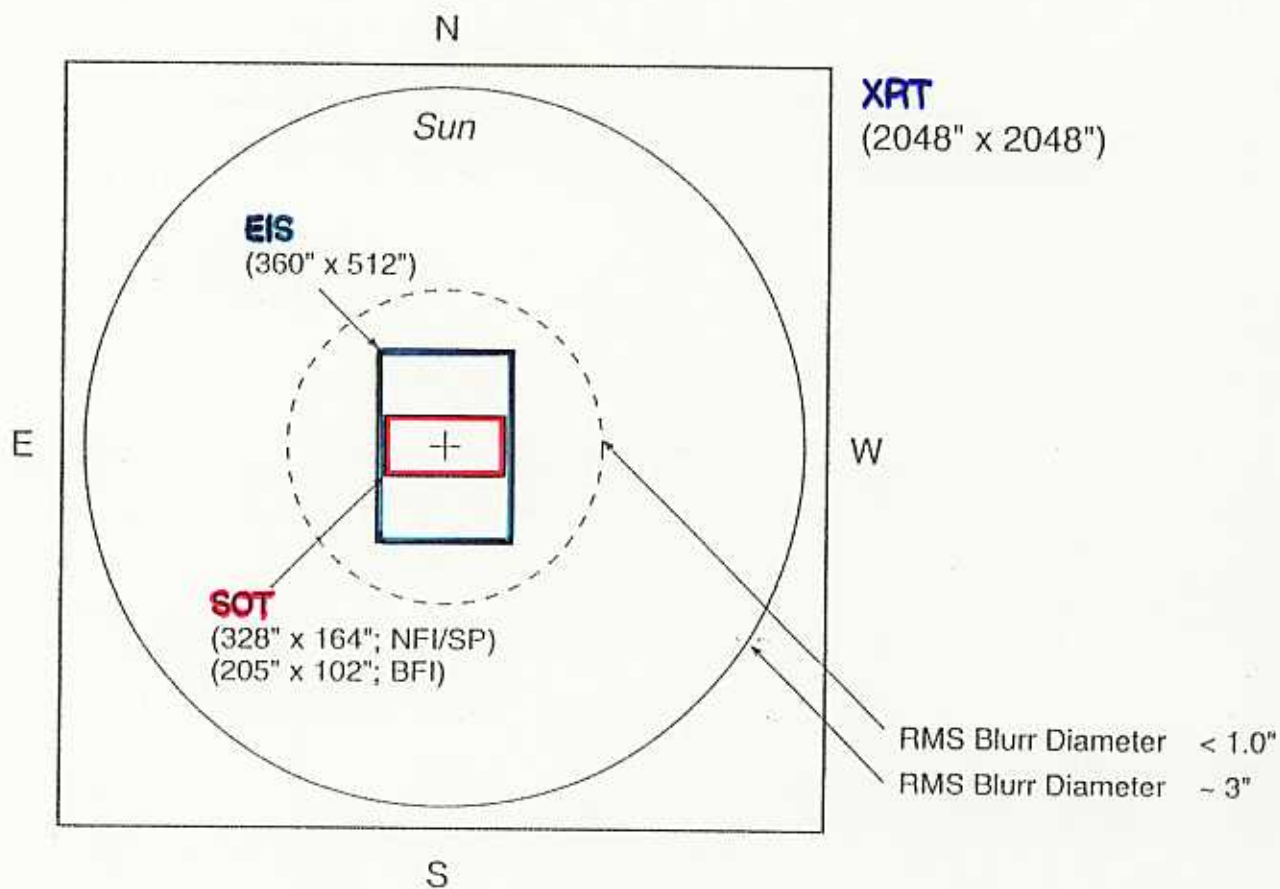 N
Sun
XRT
(2048" x 2048")
EIS
(360" x 512")
E
W
SOT
(328" x 164"; NFI/SP)
(205" x 102"; BFI)
RMS Blurr Diameter < 1.0"
RMS Blurr Diameter ~ 3"
S